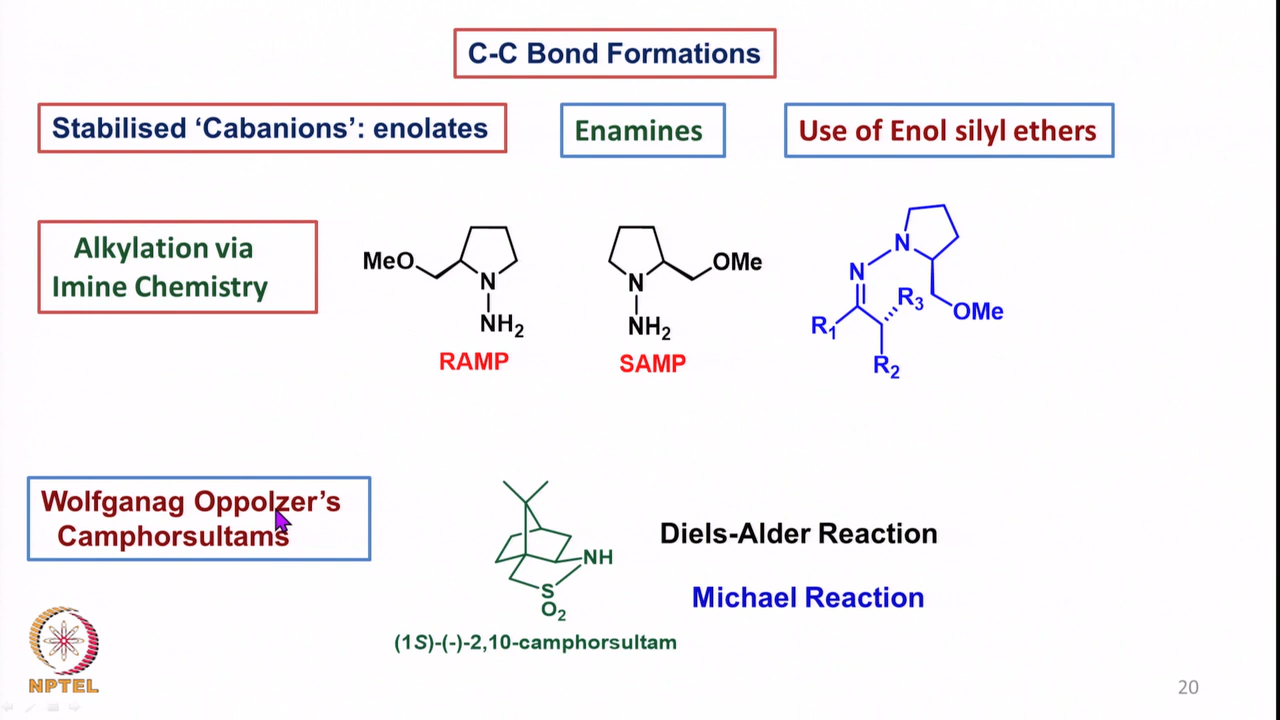 C-C Bond Formations
Stabilised ‘Cabanions’: enolates
Enamines
Use of Enol silyl ethers
Alkylation via
Imine Chemistry
MeO
N
NH2
RAMP
OMe
N
NH2
SAMP
N
N
R1
R3
OMe
R2
Wolfganag Oppolzer’s
Camphorsultams
NH
S
O2
(1S)-(-)-2,10-camphorsultam
Diels-Alder Reaction
Michael Reaction
NPTEL
20